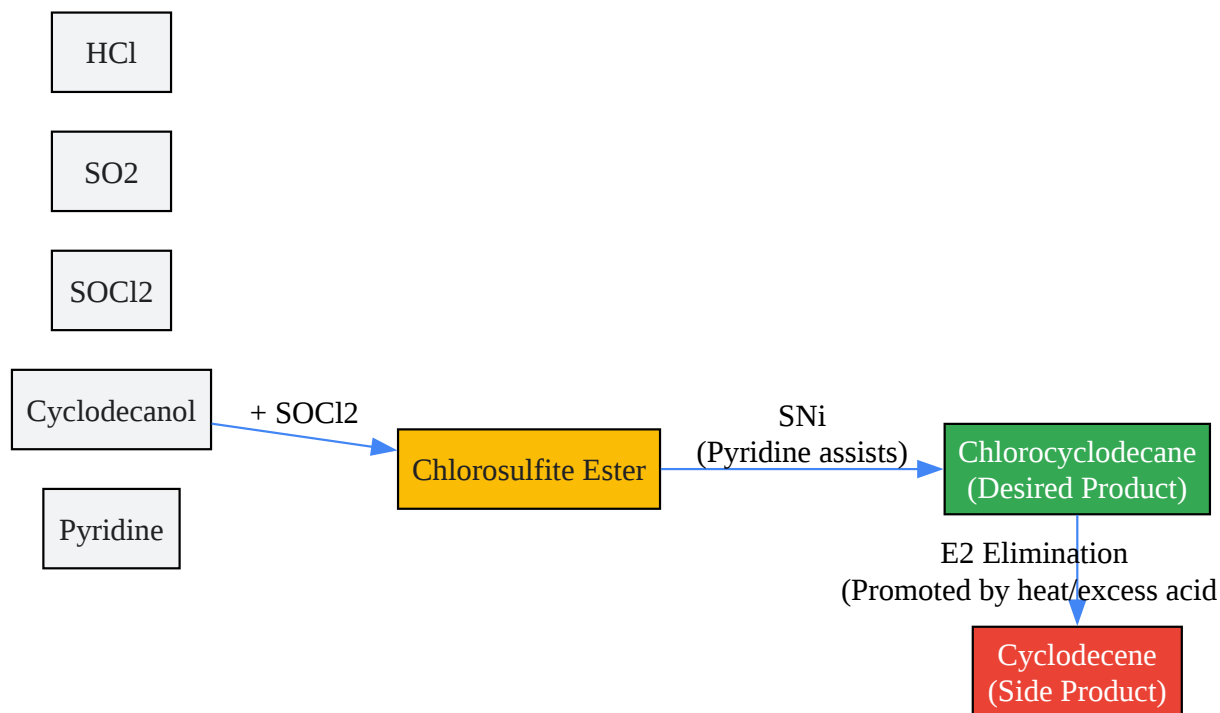 HCl
SO2
SOCl2
Cyclodecanol
+ SOCl2
Pyridine
Chlorosulfite Ester
SNi
(Pyridine assists)
Chlorocyclodecane
(Desired Product)
E2 Elimination
(Promoted by heat/excess acid
Cyclodecene
(Side Product)